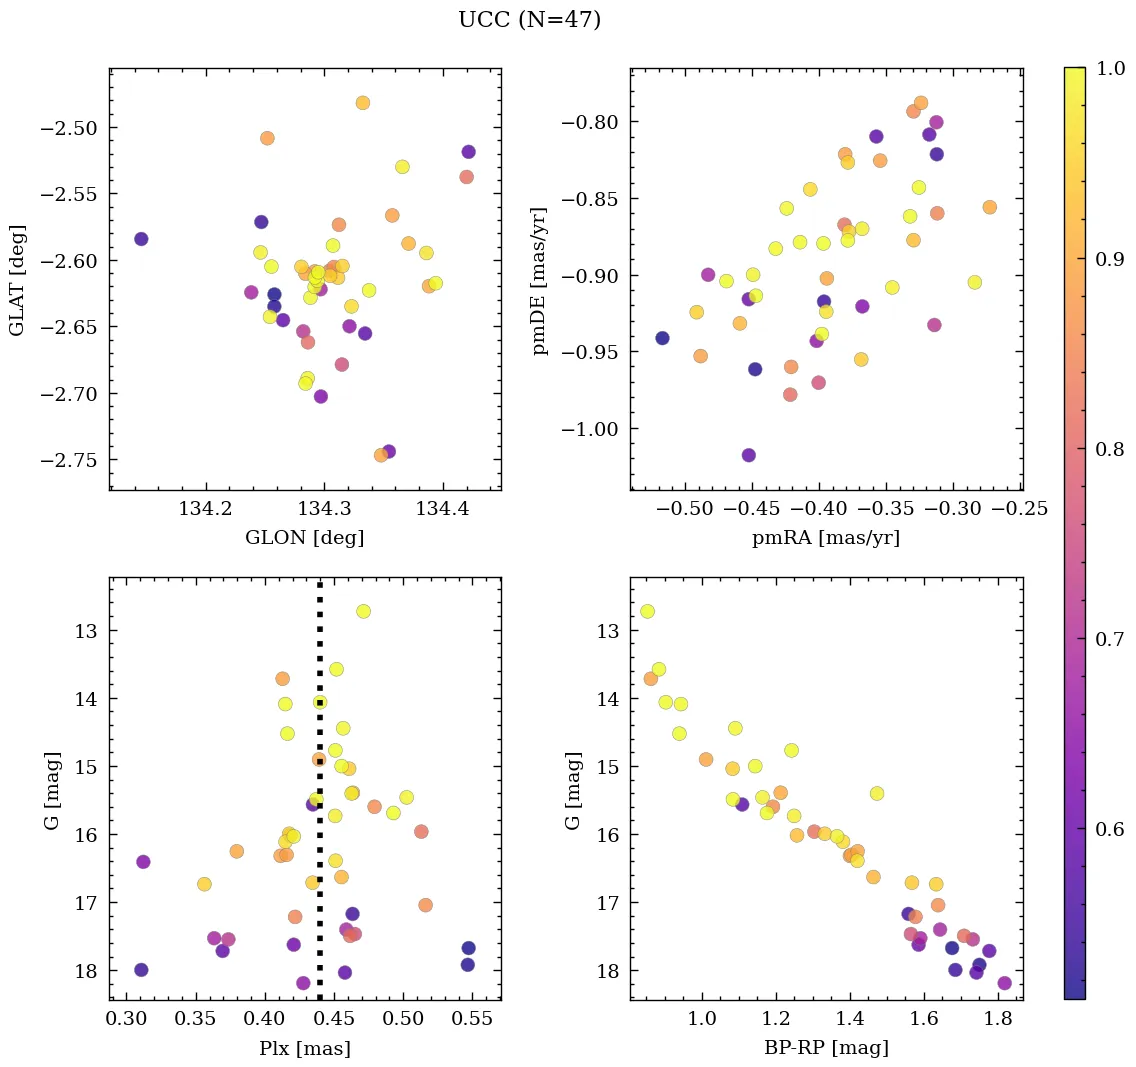 UCC (N=47)
−2.50
−2.55
−2.60
−2.65
−2.70
−2.75
GLAT [deg]
134.2 134.3 134.4
GLON [deg]
−0.80
−0.85
−0.90
−0.95
−1.00
pmDE [mas/yr]
−0.50 −0.45 −0.40 −0.35 −0.30 −0.25
pmRA [mas/yr]
13
14
15
16
17
18
G [mag]
0.30 0.35 0.40 0.45 0.50 0.55
Plx [mas]
13
14
15
16
17
18
G [mag]
1.0 1.2 1.4 1.6 1.8
BP-RP [mag]
1.0
0.9
0.8
0.7
0.6